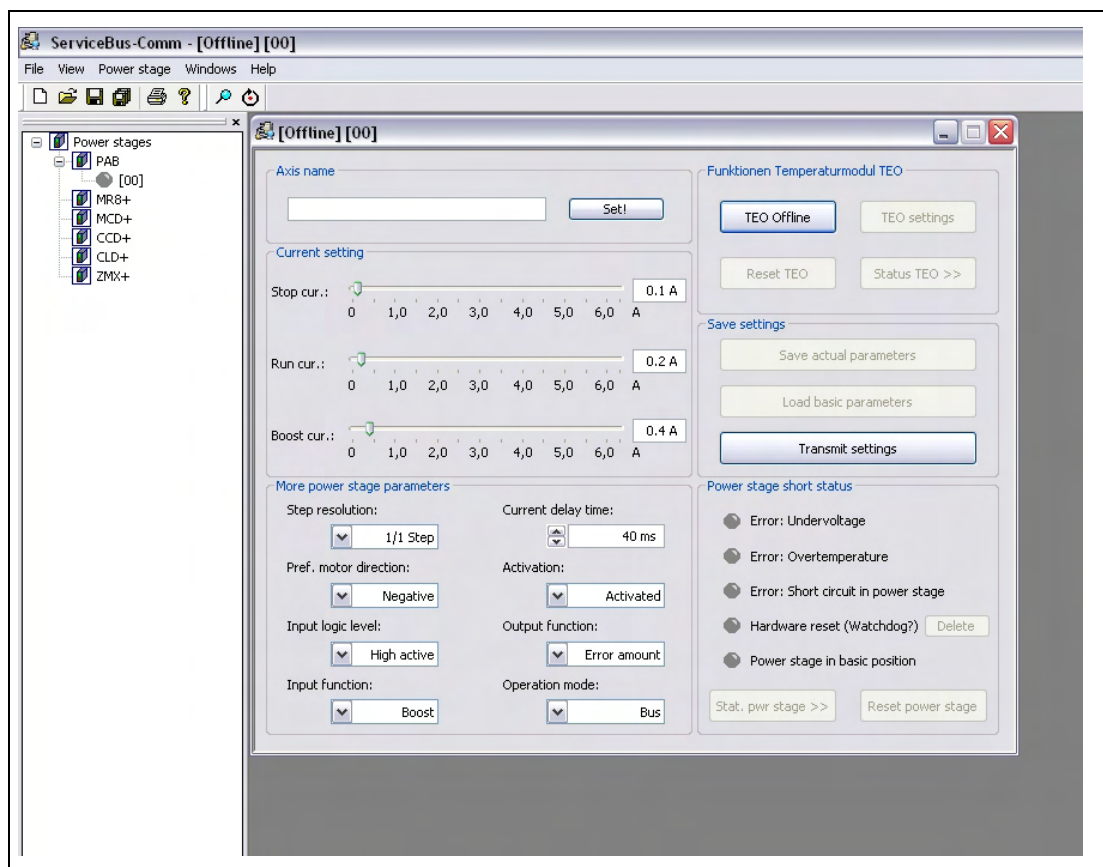 ServiceBus-Comm - [Offline] [00]
File View Power stage Windows Help
Power stages
PAB
[00]
MR8+
MCD+
CCD+
CLD+
ZMX+
[Offline] [00]
Axis name
Set!
Current setting
Stop cur.: 0.1 A
0 1,0 2,0 3,0 4,0 5,0 6,0 A
Run cur.: 0.2 A
0 1,0 2,0 3,0 4,0 5,0 6,0 A
Boost cur.: 0.4 A
0 1,0 2,0 3,0 4,0 5,0 6,0 A
More power stage parameters
Step resolution: Current delay time:
1/1 Step 40 ms
Pref. motor direction: Activation:
Negative Activated
Input logic level: Output function:
High active Error amount
Input function: Operation mode:
Boost Bus
Funktionen Temperaturmodul TEO
TEO Offline TEO settings
Reset TEO Status TEO >>
Save settings
Save actual parameters
Load basic parameters
Transmit settings
Power stage short status
Error: Undervoltage
Error: Overtemperature
Error: Short circuit in power stage
Hardware reset (Watchdog?) Delete
Power stage in basic position
Stat. pwr stage >> Reset power stage